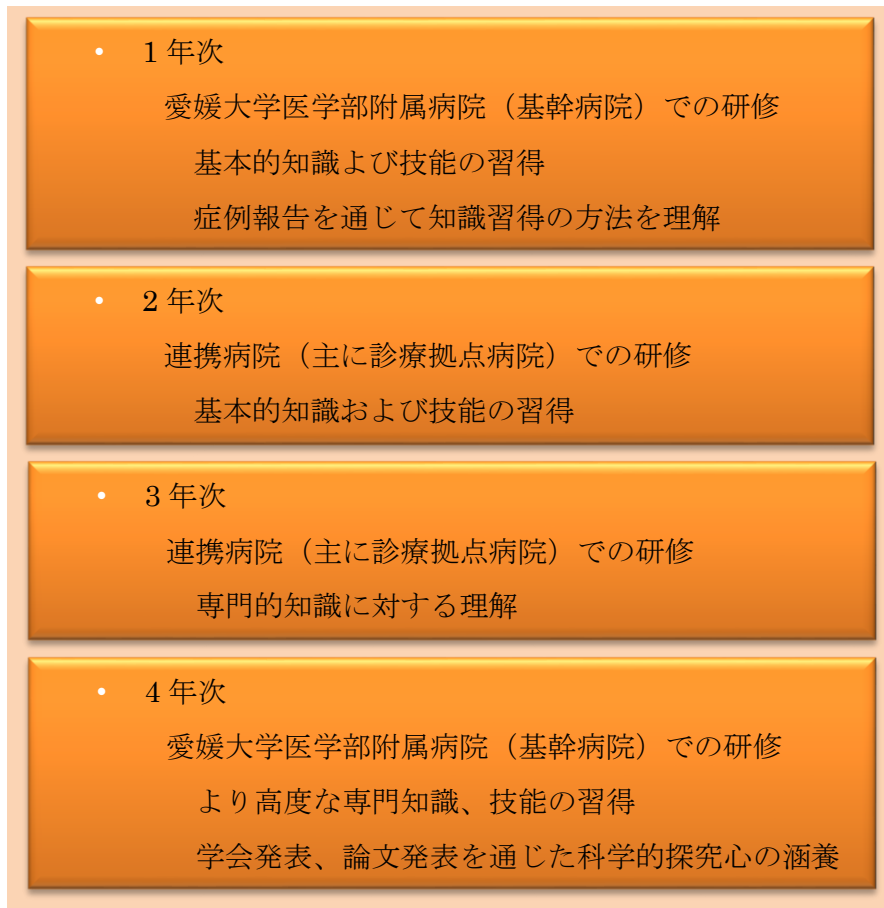 ・ 1年次
愛媛大学医学部附属病院（基幹病院）での研修
基本的知識よび技能の習得
症例報告を通じて知識習得の方法を理解
・ 2年次
連携病院（主に診療拠点病院）での研修
基本的知識および技能の習得
・ 3年次
連携病院（主に診療拠点病院）での研修
専門的知識に対する理解
・ 4年次
愛媛大学医学部附属病院（基幹病院）での研修
より高度な専門知識、技能の習得
学会発表、論文発表を通じた科学的探究心の涵養